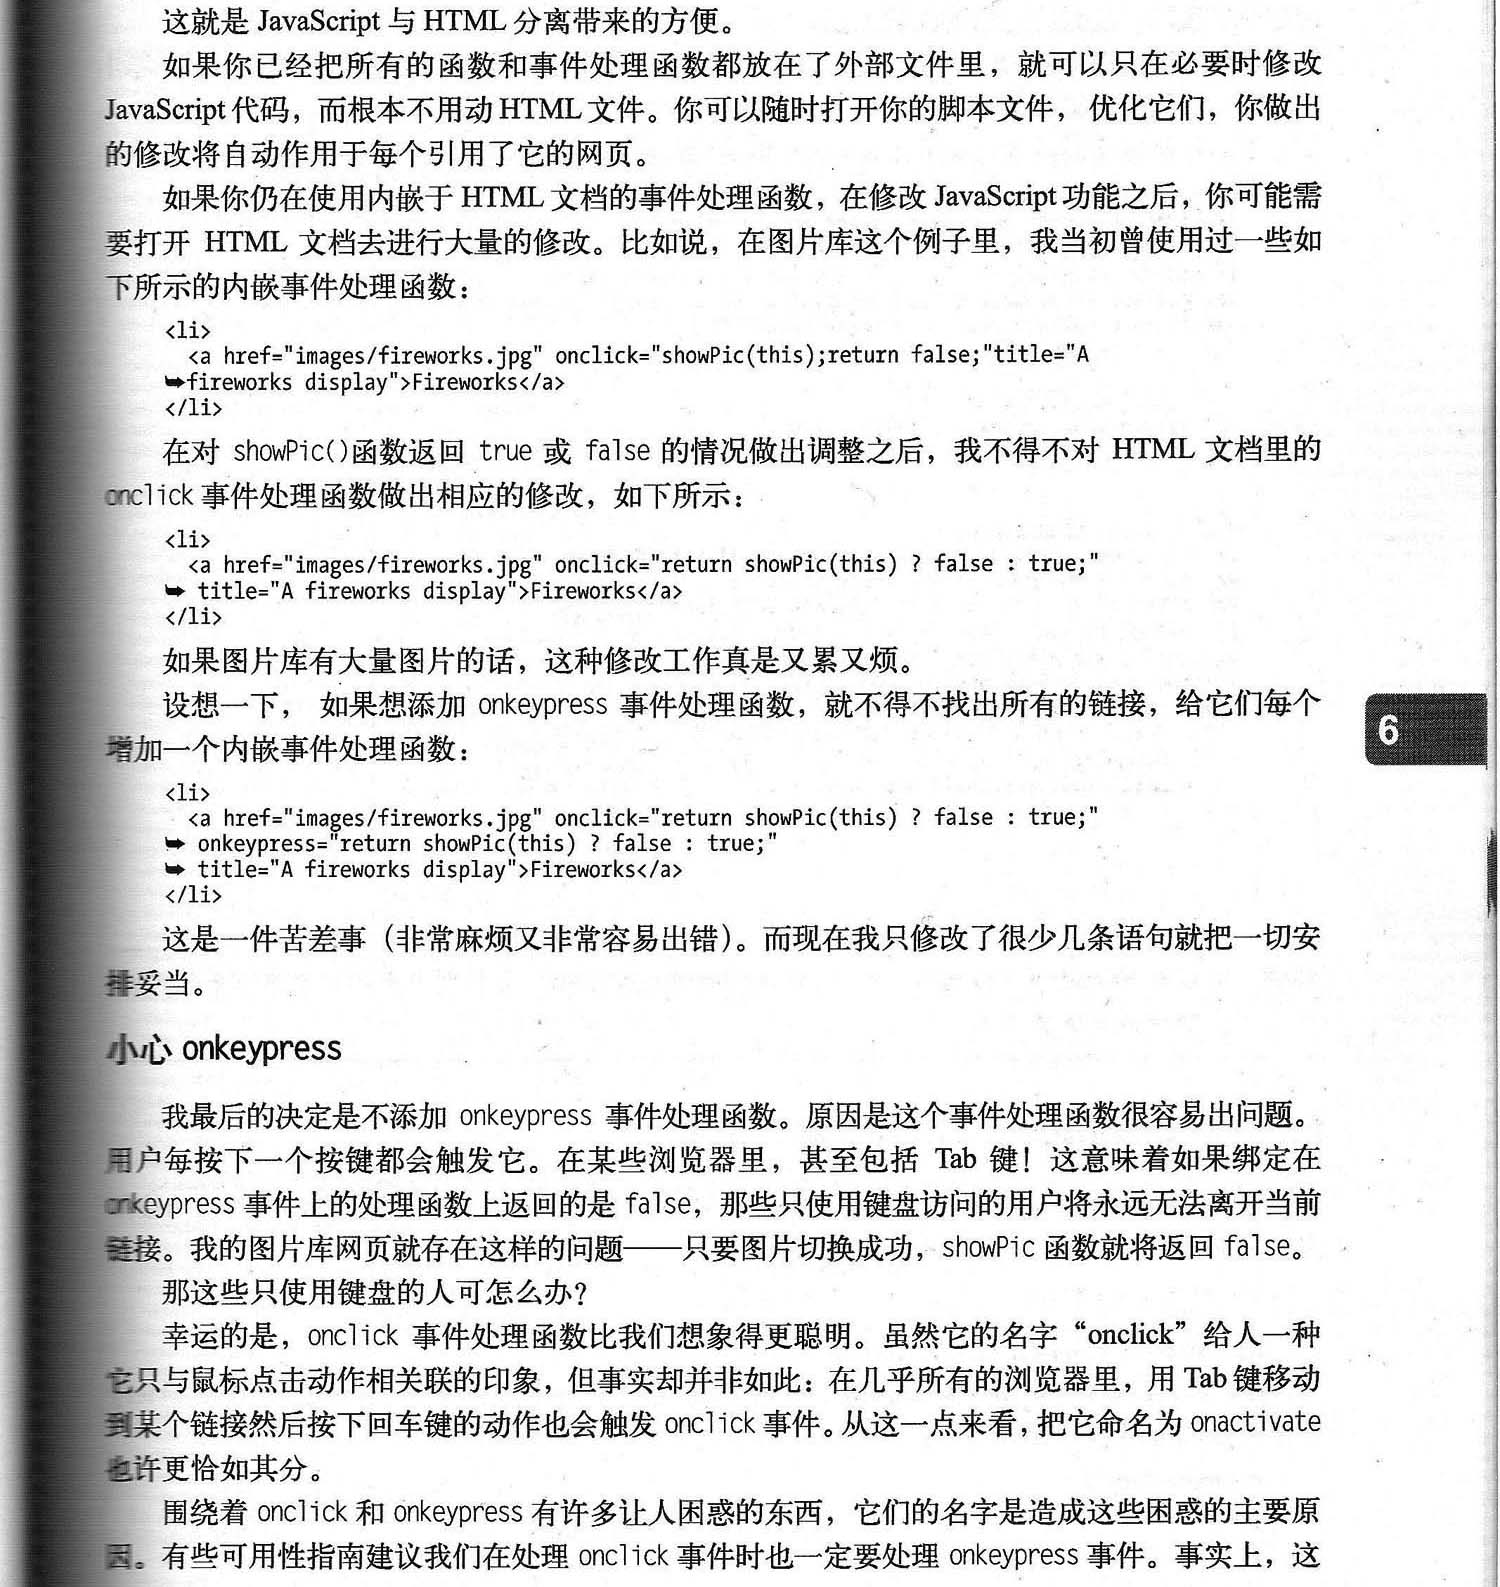 这就是 JavaScript 与 HTML 分离带来的方便。
如果你已经把所有的函数和事件处理函数都放在了外部文件里，就可以只在必要时修改
JavaScript 代码，而根本不用动 HTML 文件。你可以随时打开你的脚本文件， 优化它们，你做出
的修改将自动作用于每个引用了它的网页。
如果你仍在使用内嵌于 HTML 文档的事件处理函数，在修改 JavaScript 功能之后，你可能需
要打开 HTML 文档去进行大量的修改。比如说，在图片库这个例子里，我当初曾使用过一些如
下所示的内嵌事件处理函数：
<li>
<a href="images/fireworks.jpg" onclick="showPic(this);return false;"title="A
➥fireworks display">Fireworks</a>
</li>
在对 showPic()函数返回 true 或 false 的情况做出调整之后，我不得不对 HTML 文档里的
onclick 事件处理函数做出相应的修改，如下所示：
<li>
<a href="images/fireworks.jpg" onclick="return showPic(this) ? false : true;"
➥ title="A fireworks display">Fireworks</a>
</li>
如果图片库有大量图片的话，这种修改工作真是又累又烦。
设想一下， 如果想添加 onkeypress 事件处理函数，就不得不找出所有的链接，给它们每个
增加一个内嵌事件处理函数：
6
<li>
<a href="images/fireworks.jpg" onclick="return showPic(this) ? false : true;"
➥ onkeypress="return showPic(this) ? false : true;"
➥ title="A fireworks display">Fireworks</a>
</li>
这是一件苦差事（非常麻烦又非常容易出错）。而现在我只修改了很少几条语句就把一切安
排妥当。
小心 onkeypress
我最后的决定是不添加 onkeypress 事件处理函数。原因是这个事件处理函数很容易出问题。
用户每按下一个按键都会触发它。在某些浏览器里，甚至包括 Tab 键！这意味着如果绑定在
onkeypress 事件上的处理函数上返回的是 false，那些只使用键盘访问的用户将永远无法离开当前
链接。我的图片库网页就存在这样的问题——只要图片切换成功，showPic 函数就将返回 false。
那这些只使用键盘的人可怎么办？
幸运的是，onclick 事件处理函数比我们想象得更聪明。虽然它的名字“onclick”给人一种
它只与鼠标点击动作相关联的印象，但事实却并非如此：在几乎所有的浏览器里，用 Tab 键移动
到某个链接然后按下回车键的动作也会触发 onclick 事件。从这一点来看，把它命名为 onactivate
也许更恰如其分。
围绕着 onclick 和 onkeypress 有许多让人困惑的东西，它们的名字是造成这些困惑的主要原
因。有些可用性指南建议我们在处理 onclick 事件时也一定要处理 onkeypress 事件。事实上，这